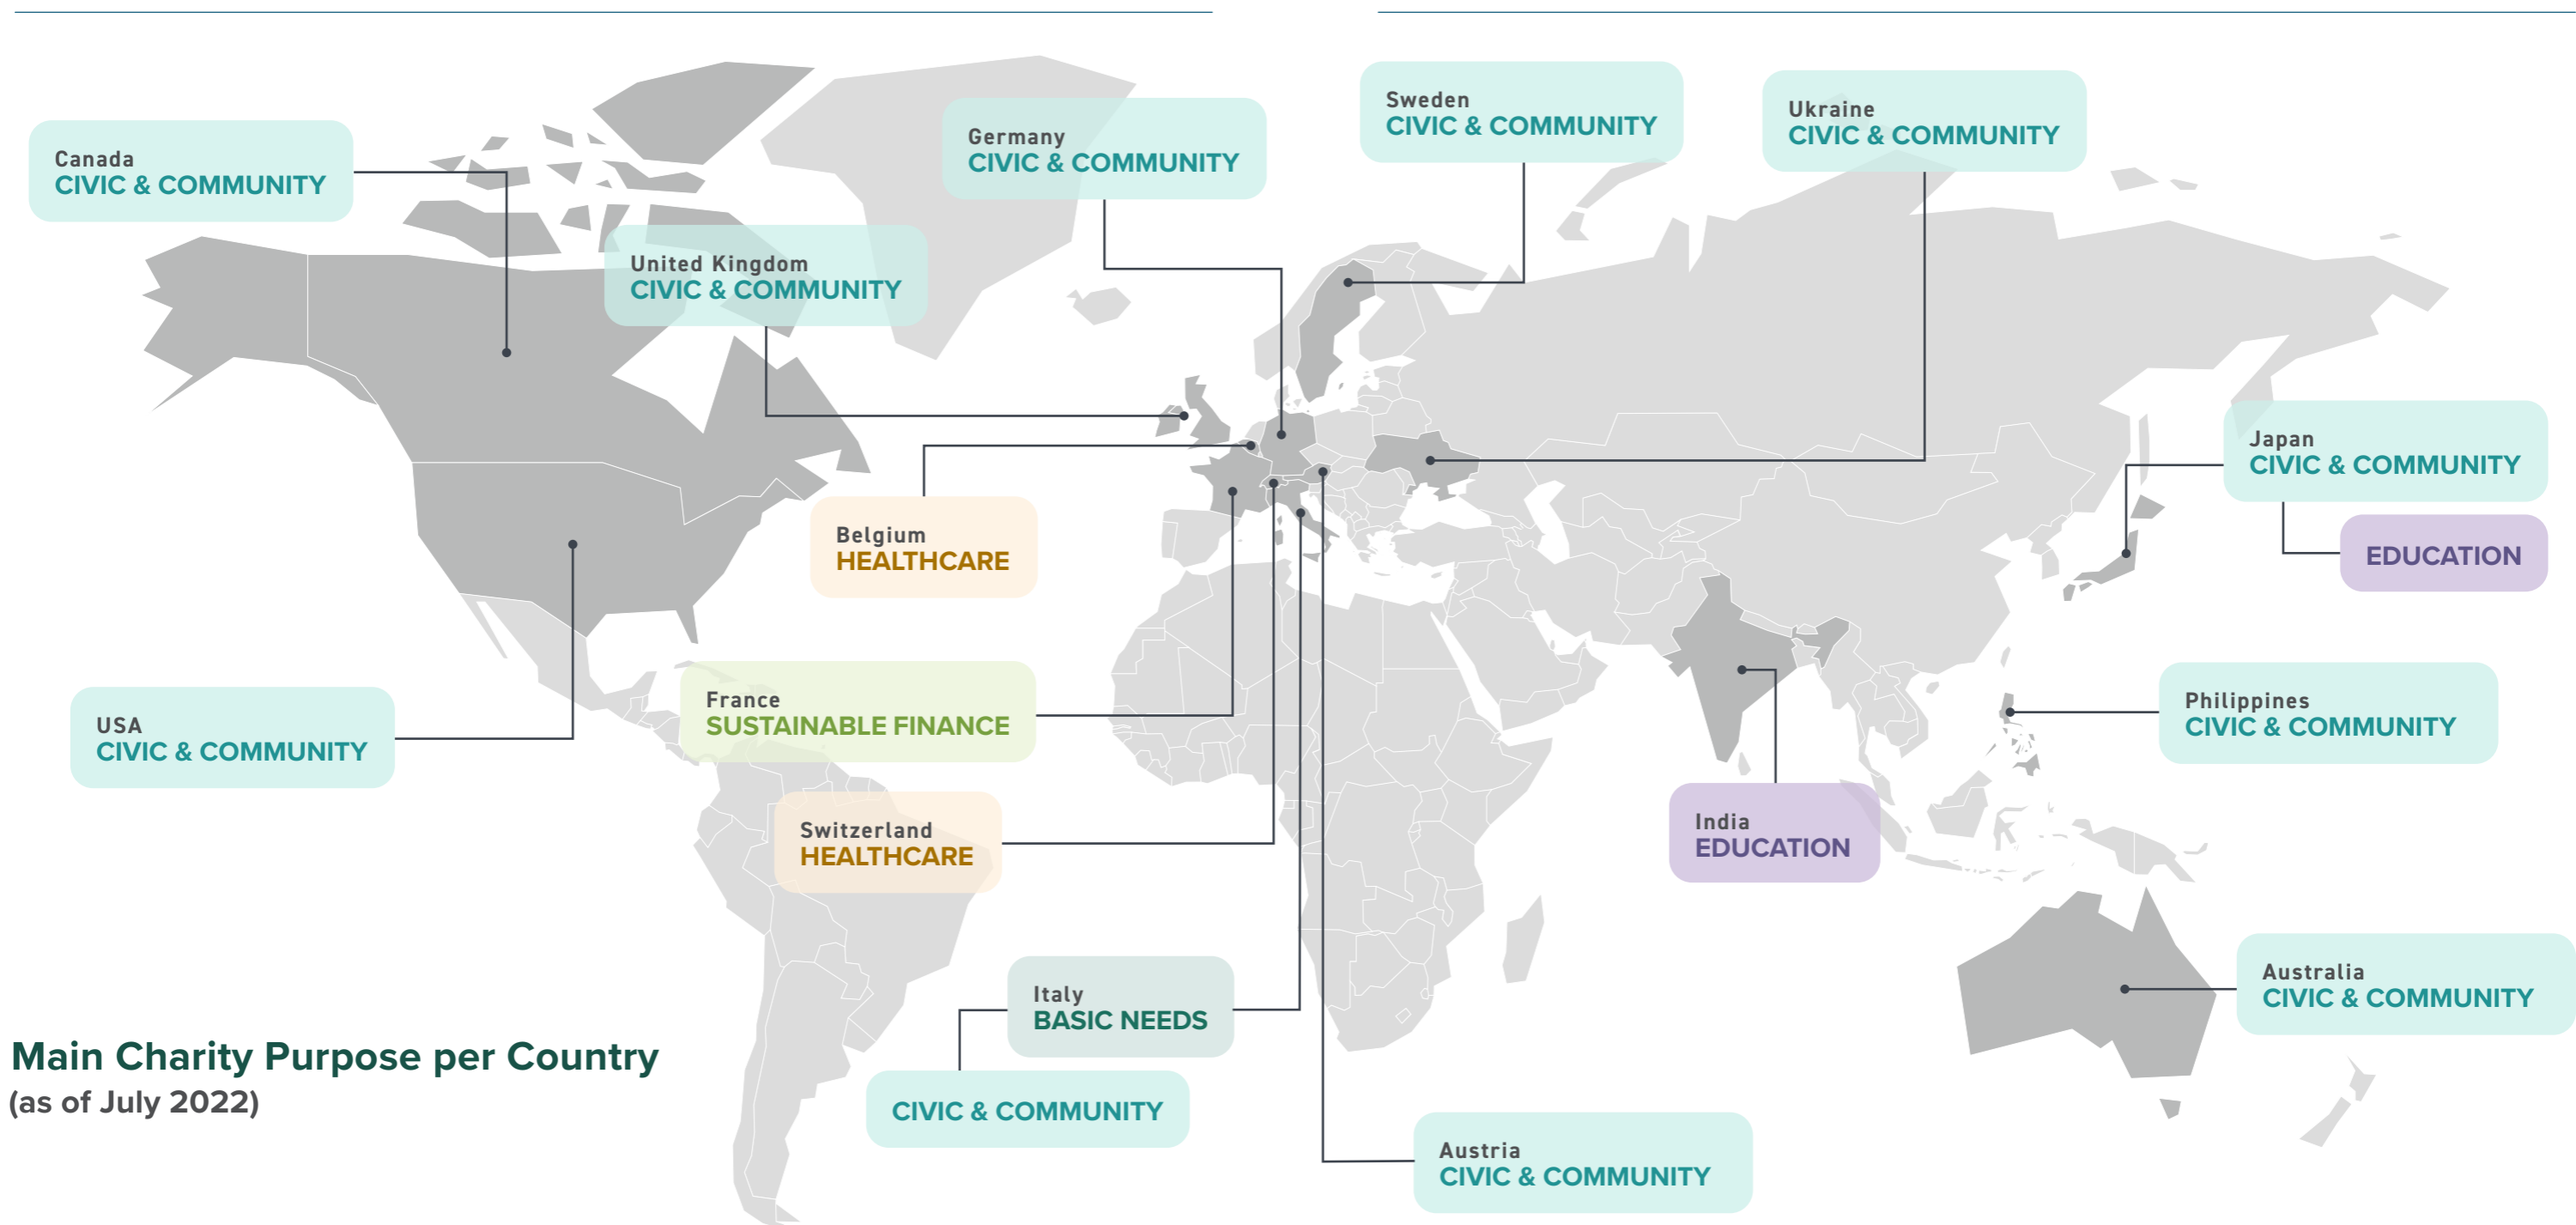 Canada
CIVIC & COMMUNITY
Germany
CIVIC & COMMUNITY
Sweden
CIVIC & COMMUNITY
Ukraine
CIVIC & COMMUNITY
United Kingdom
CIVIC & COMMUNITY
Japan
CIVIC & COMMUNITY
EDUCATION
Belgium
HEALTHCARE
USA
CIVIC & COMMUNITY
France
SUSTAINABLE FINANCE
Philippines
CIVIC & COMMUNITY
Switzerland
HEALTHCARE
India
EDUCATION
Italy
BASIC NEEDS
CIVIC & COMMUNITY
Australia
CIVIC & COMMUNITY
Austria
CIVIC & COMMUNITY
Main Charity Purpose per Country
(as of July 2022)